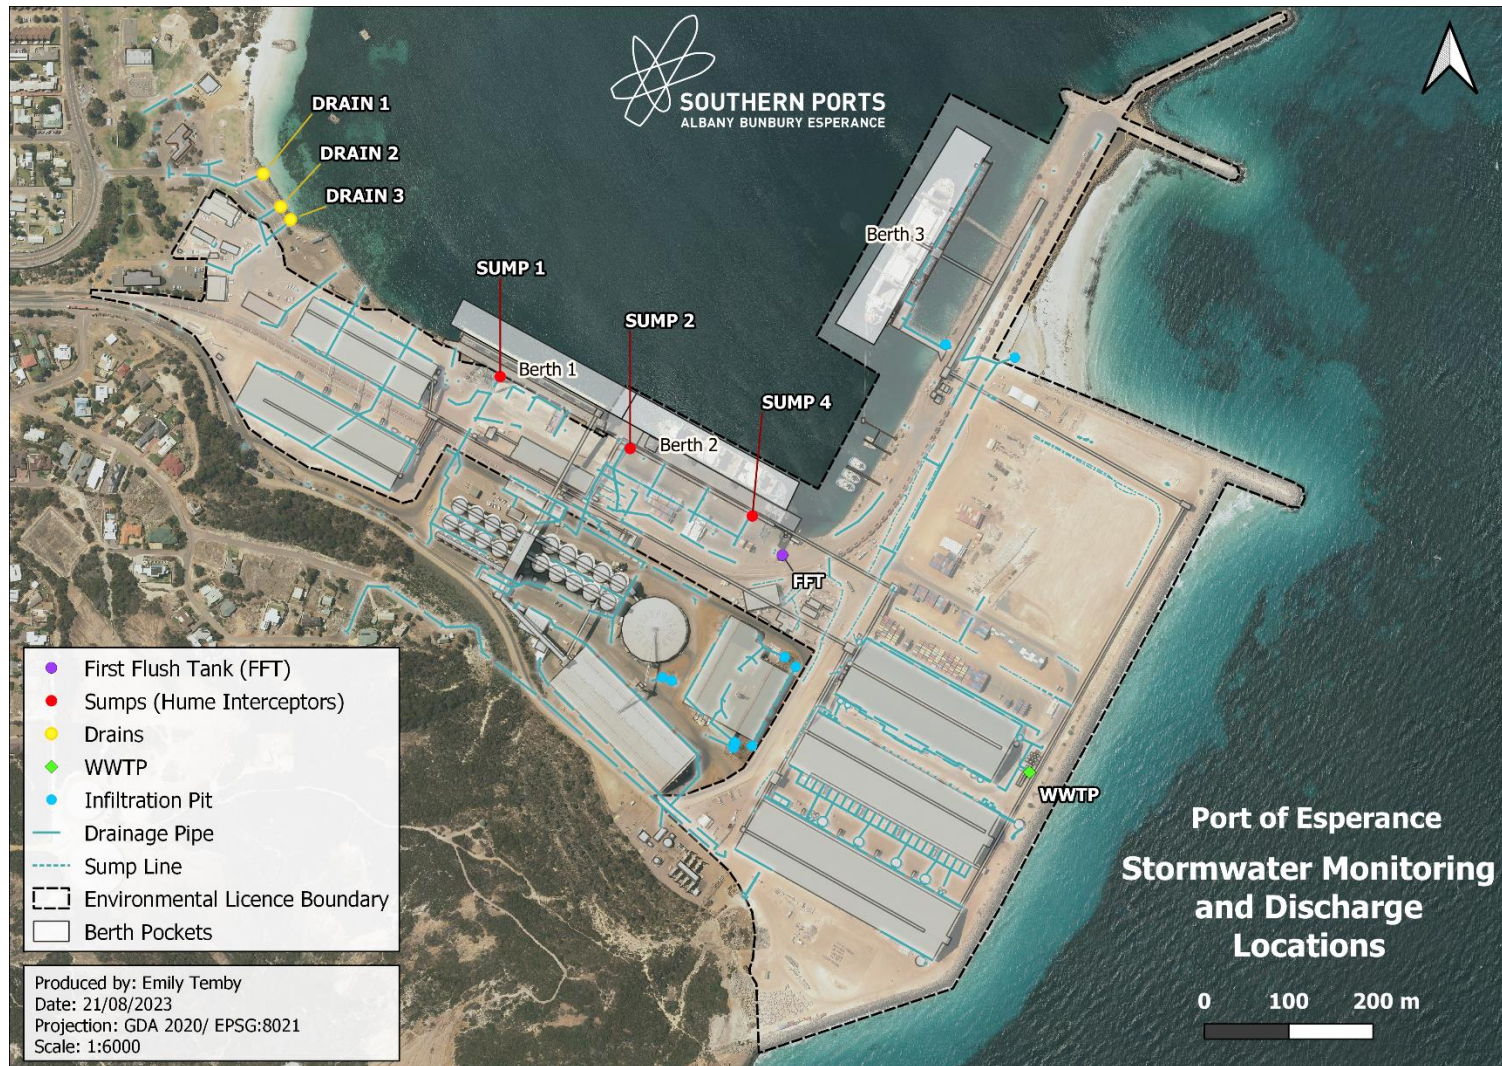 SOUTHERN PORTS
ALBANY BUNBURY ESPERANCE
DRAIN 1
DRAIN 2
DRAIN 3
Berth 3
SUMP 1
SUMP 2
Berth 1
SUMP 4
Berth 2
FFT
WWTP
First Flush Tank (FFT)
Sumps (Hume Interceptors)
Drains
WWTP
Infiltration Pit
Drainage Pipe
Sump Line
Environmental Licence Boundary
Berth Pockets
Produced by: Emily Temby
Date: 21/08/2023
Projection: GDA 2020/ EPSG:8021
Scale: 1:6000
Port of Esperance
Stormwater Monitoring
and Discharge
Locations
0 100 200 m